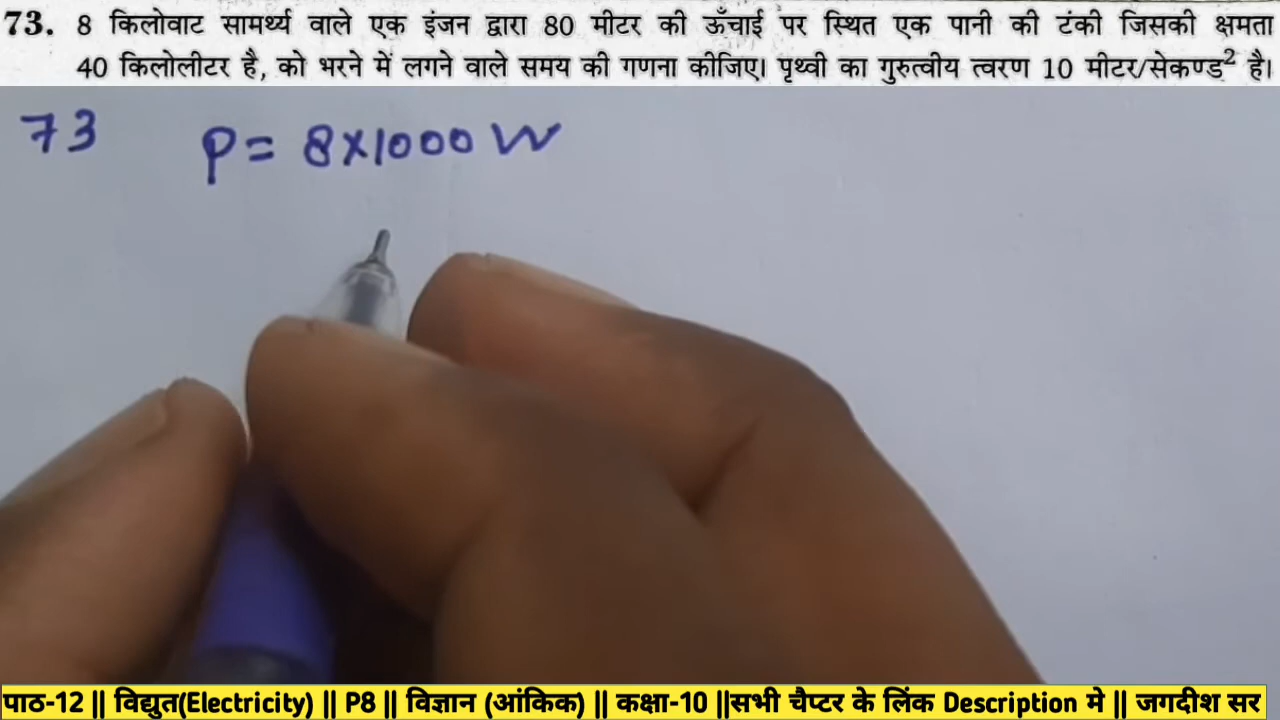 73. 8 किलोवाट सामर्थ्य वाले एक इंजन द्वारा 80 मीटर की ऊँचाई पर स्थित एक पानी की टंकी जिसकी क्षमता
40 किलोलीटर है, को भरने में लगने वाले समय की गणना कीजिए। पृथ्वी का गुरुत्वीय त्वरण 10 मीटर/सेकण्ड² है।
73 P = 8×1000 W
पाठ-12 || विद्युत(Electricity) || P8 || विज्ञान (आंकिक) || कक्षा-10 ||सभी चैप्टर के लिंक Description मे || जगदीश सर